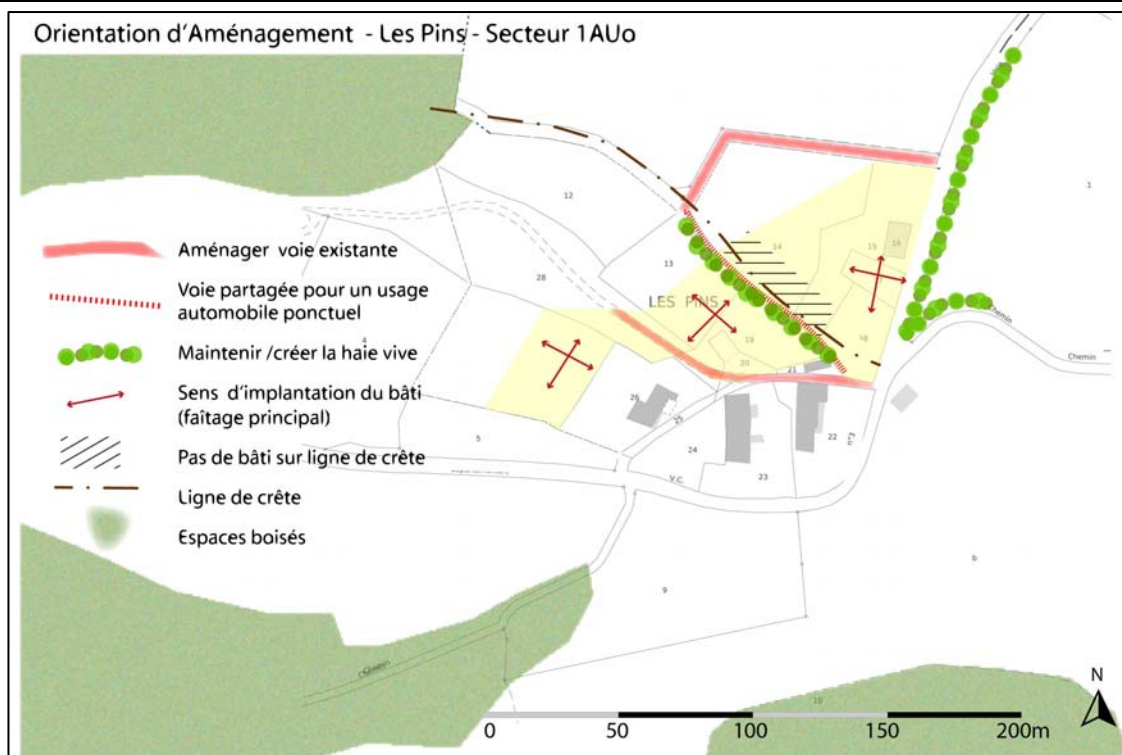 Orientation d'Aménagement - Les Pins - Secteur 1AUo
1
12
Aménager voie existante
14
15
16
13
28
Voie partagée pour un usage
automobile ponctuel
LES PINS
Chemin
19
Maintenir /créer la haie vive
Chemin
20
21
Sens d'implantation du bâti
(faîtage principal)
26
25
22
5
24
Pas de bâti sur ligne de crête
V.C.
23
Ligne de crête
Espaces boisés
b
9
Chemin
N
10
0 50 100 150 200m